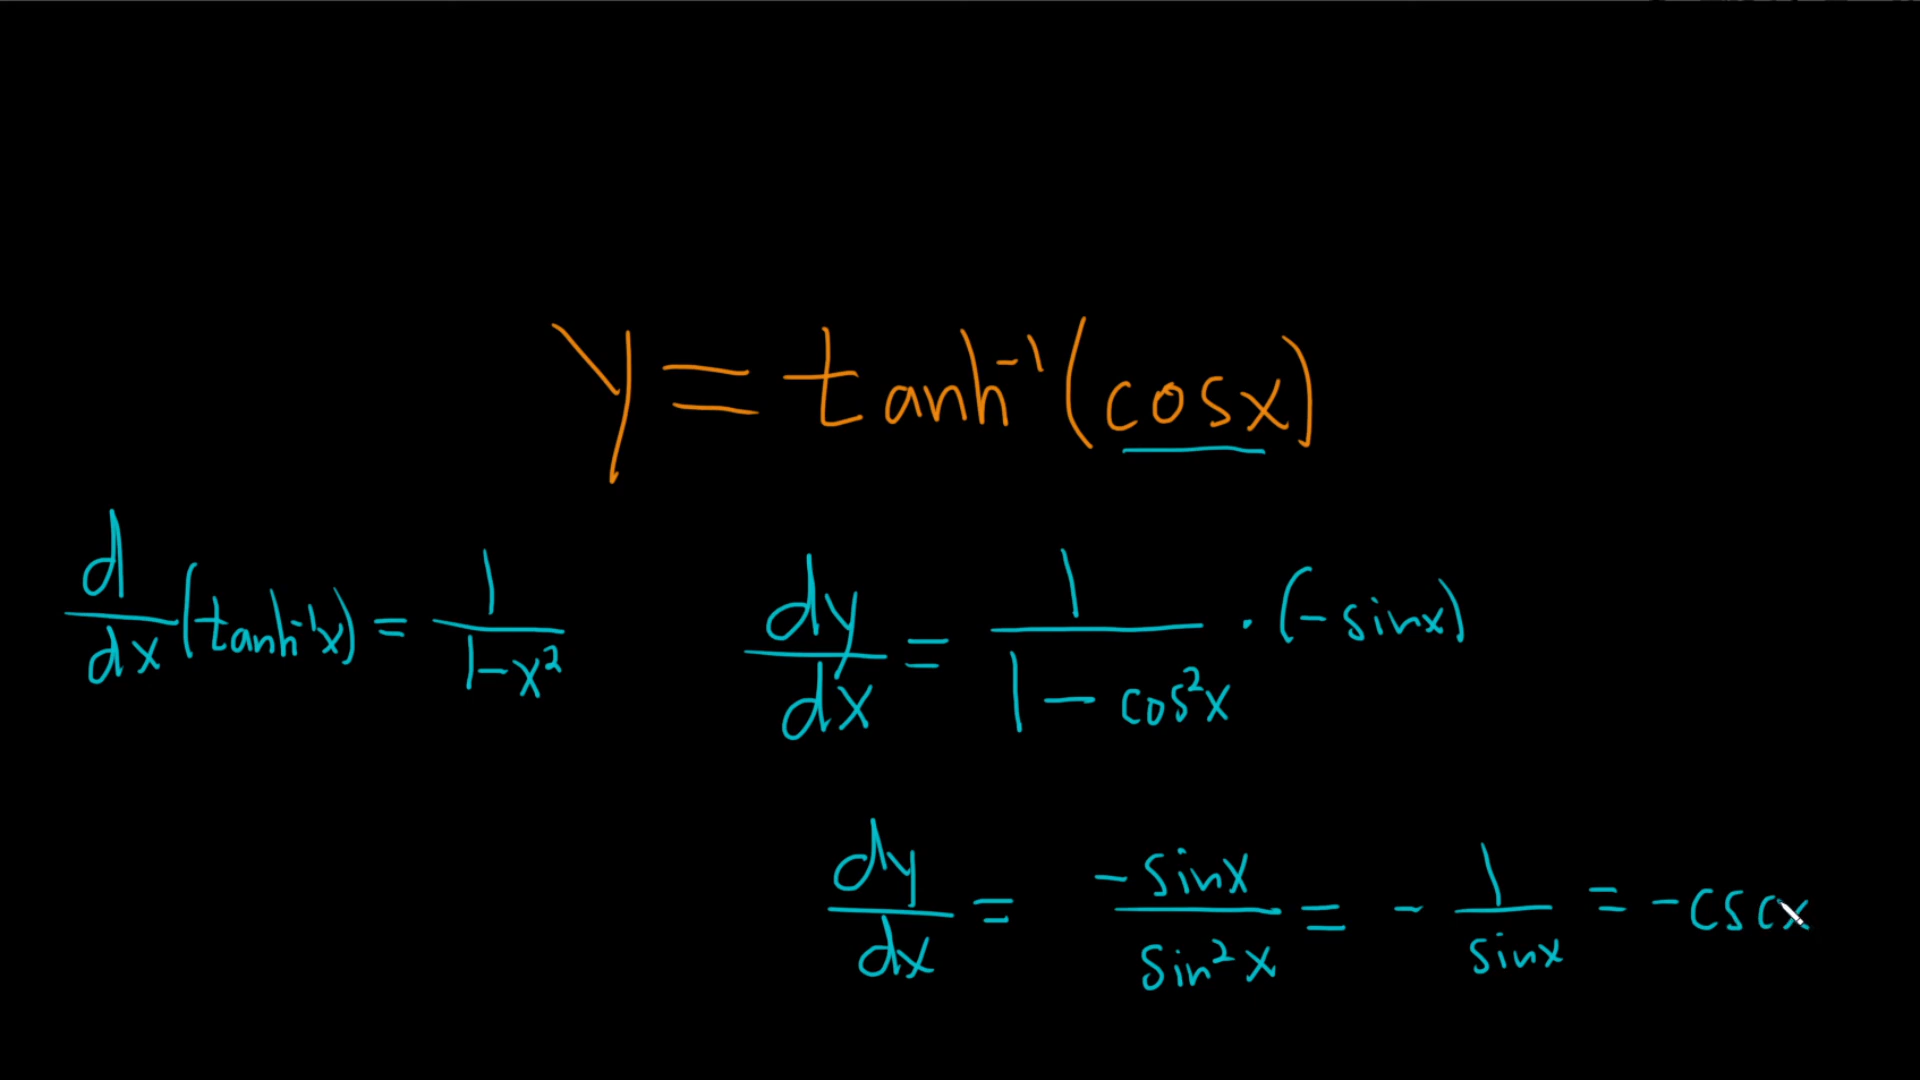 y = tanh⁻¹(cosx)
d/dx (tanh⁻¹x) = 1/(1-x²)
dy/dx = 1/(1 - cos²x) · (-sinx)
dy/dx = -sinx/sin²x = - 1/sinx = -cscx